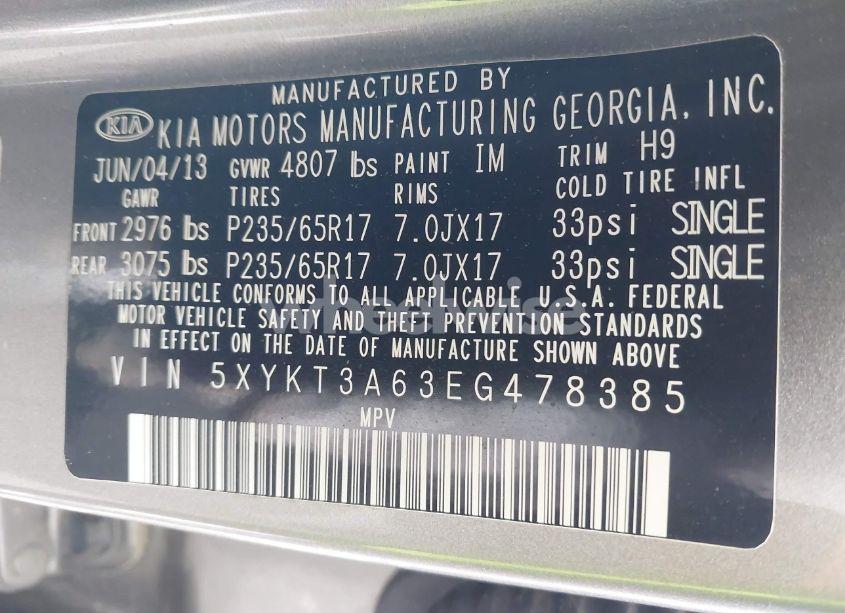 MANUFACTURED BY
KIA KIA MOTORS MANUFACTURING GEORGIA, INC.
JUN/04/13 GVWR 4807 lbs PAINT IM TRIM H9
GAWR TIRES RIMS COLD TIRE INFL
FRONT 2976 lbs P235/65R17 7.0JX17 33psi SINGLE
REAR 3075 lbs P235/65R17 7.0JX17 33psi SINGLE
THIS VEHICLE CONFORMS TO ALL APPLICABLE U.S.A. FEDERAL
MOTOR VEHICLE SAFETY AND THEFT PREVENTION STANDARDS
IN EFFECT ON THE DATE OF MANUFACTURE SHOWN ABOVE
VIN 5XYKT3A63EG478385
MPV